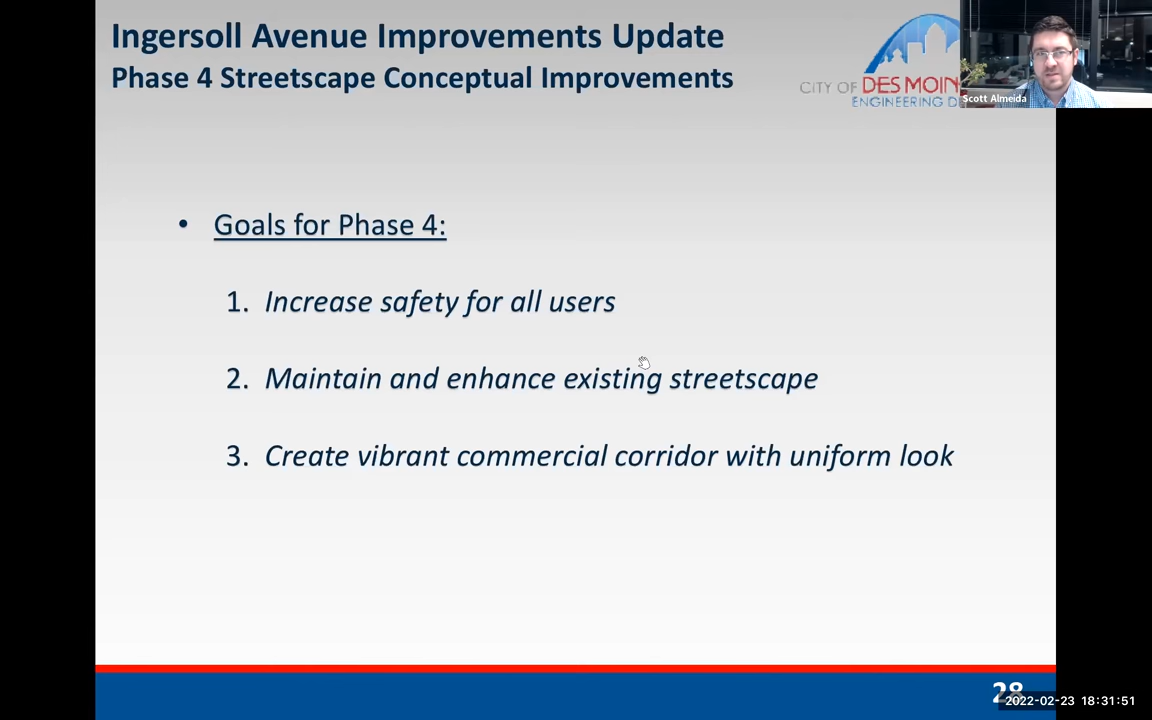 Ingersoll Avenue Improvements Update
Phase 4 Streetscape Conceptual Improvements
CITY OF DES MOIN
ENGINEERING D
Scott Almeida
• Goals for Phase 4:
1. Increase safety for all users
2. Maintain and enhance existing streetscape
3. Create vibrant commercial corridor with uniform look
28
2022-02-23 18:31:51